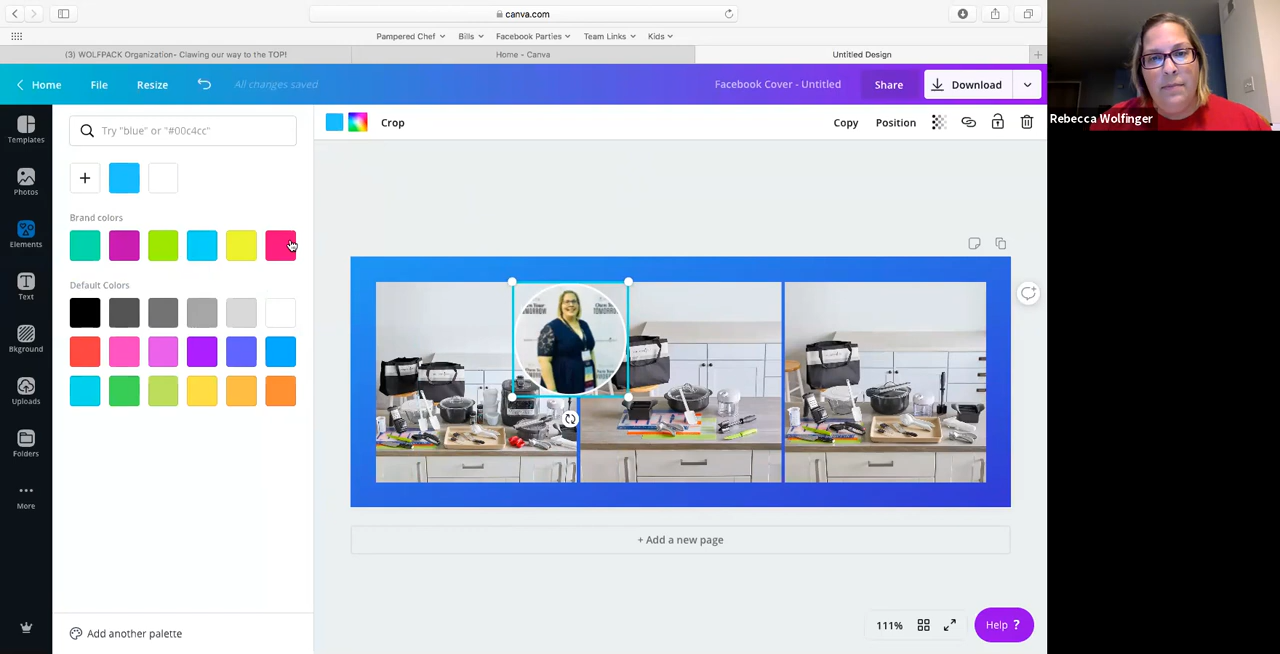 canva.com
Pampered Chef Bills Facebook Parties Team Links Kids
(3) WOLFPACK Organization- Clawing our way to the TOP! Home - Canva Untitled Design
Home File Resize All changes saved Facebook Cover - Untitled Share Download
Templates
Photos
Elements
Text
Bkground
Uploads
Folders
More
Try "blue" or "#00c4cc"
Brand colors
Default Colors
Add another palette
Crop Copy Position
TOMORROW
+ Add a new page
111% Help ?
Rebecca Wolfinger